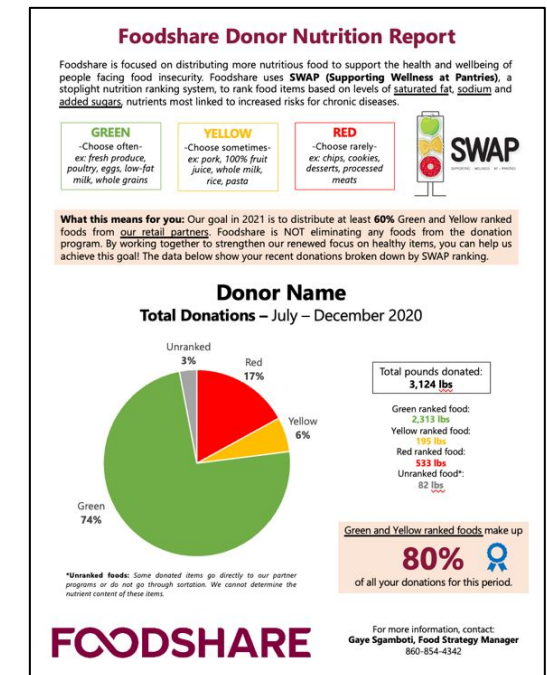 Foodshare Donor Nutrition Report
Foodshare is focused on distributing more nutritious food to support the health and wellbeing of
people facing food insecurity. Foodshare uses SWAP (Supporting Wellness at Pantries), a
stoplight nutrition ranking system, to rank food items based on levels of saturated fat, sodium and
added sugars, nutrients most linked to increased risks for chronic diseases.
GREEN
-Choose often-
ex: fresh produce,
poultry, eggs, low-fat
milk, whole grains
YELLOW
-Choose sometimes-
ex: pork, 100% fruit
juice, whole milk,
rice, pasta
RED
-Choose rarely-
ex: chips, cookies,
desserts, processed
meats
SWAP
SUPPORTING · WELLNESS · AT · PANTRIES
What this means for you: Our goal in 2021 is to distribute at least 60% Green and Yellow ranked
foods from our retail partners. Foodshare is NOT eliminating any foods from the donation
program. By working together to strengthen our renewed focus on healthy items, you can help us
achieve this goal! The data below show your recent donations broken down by SWAP ranking.
Donor Name
Total Donations – July – December 2020
Unranked
3%
Red
17%
Yellow
6%
Green
74%
Total pounds donated:
3,124 lbs
Green ranked food:
2,313 lbs
Yellow ranked food:
195 lbs
Red ranked food:
533 lbs
Unranked food*:
82 lbs
Green and Yellow ranked foods make up
80%
of all your donations for this period.
*Unranked foods: Some donated items go directly to our partner
programs or do not go through sortation. We cannot determine the
nutrient content of these items.
FOODSHARE
For more information, contact:
Gaye Sgamboti, Food Strategy Manager
860-854-4342